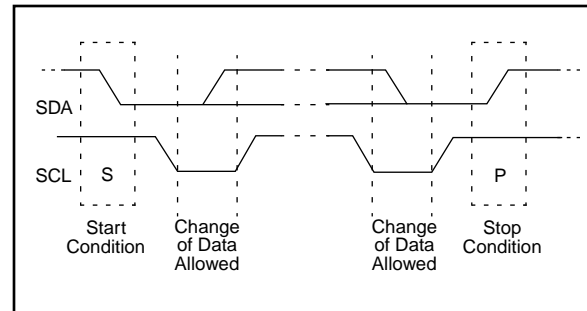 SDA
SCL
S
P
Start
Condition
Change
of Data
Allowed
Change
of Data
Allowed
Stop
Condition